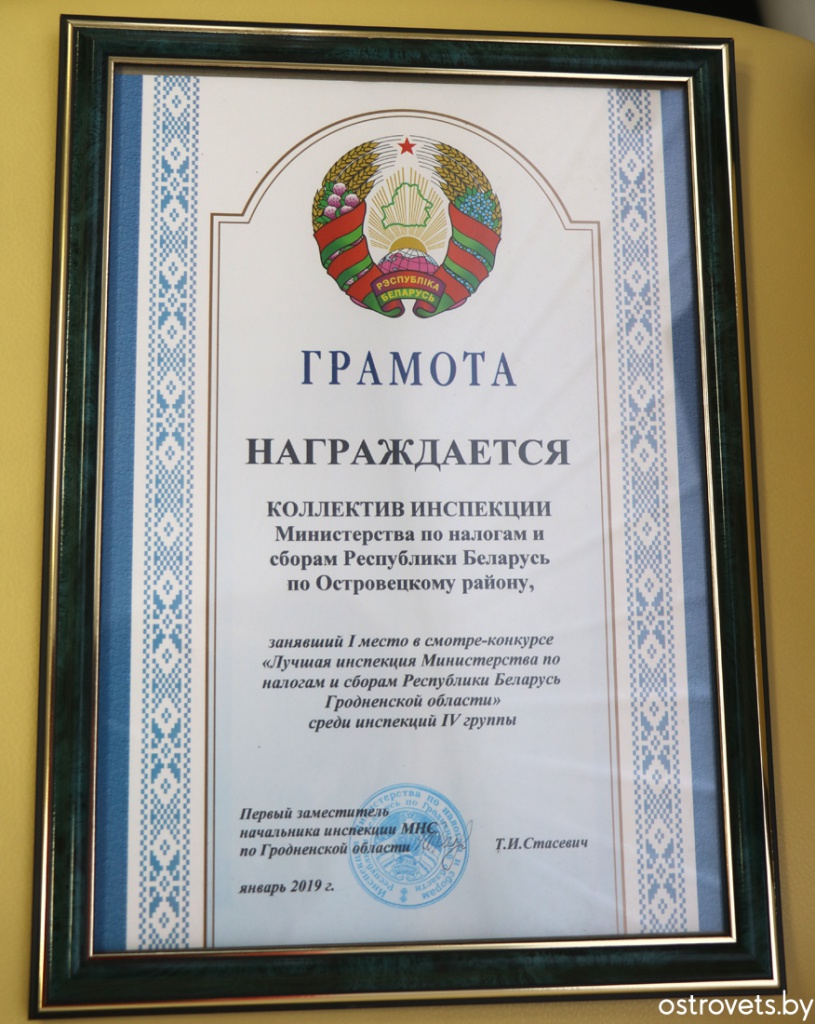 РЭСПУБЛІКА
БЕЛАРУСЬ
ГРАМОТА
НАГРАЖДАЕТСЯ
КОЛЛЕКТИВ ИНСПЕКЦИИ
Министерства по налогам и
сборам Республики Беларусь
по Островецкому району,
занявший I место в смотре-конкурсе
«Лучшая инспекция Министерства по
налогам и сборам Республики Беларусь
Гродненской области»
среди инспекций IV группы
Первый заместитель
начальника инспекции МНС
по Гродненской области
Т.И.Стасевич
январь 2019 г.
ostrovets.by